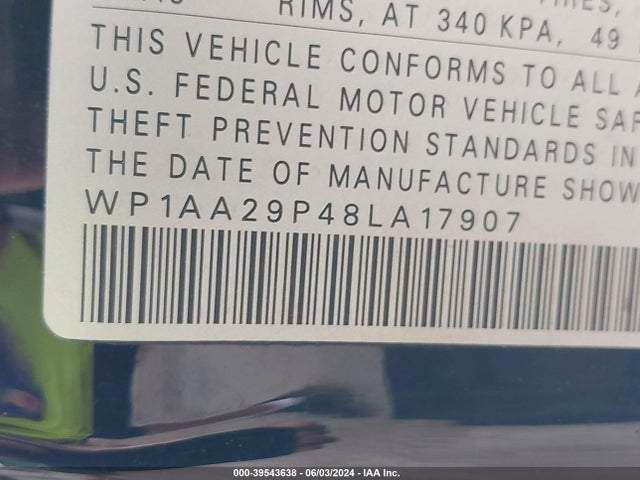 RIMS, AT 340 KPA, 49
THIS VEHICLE CONFORMS TO ALL
U.S. FEDERAL MOTOR VEHICLE
THEFT PREVENTION STANDARDS IN
THE DATE OF MANUFACTURE SHOW
WP1AA29P48LA17907
000-39543638 - 06/03/2024 - IAA Inc.